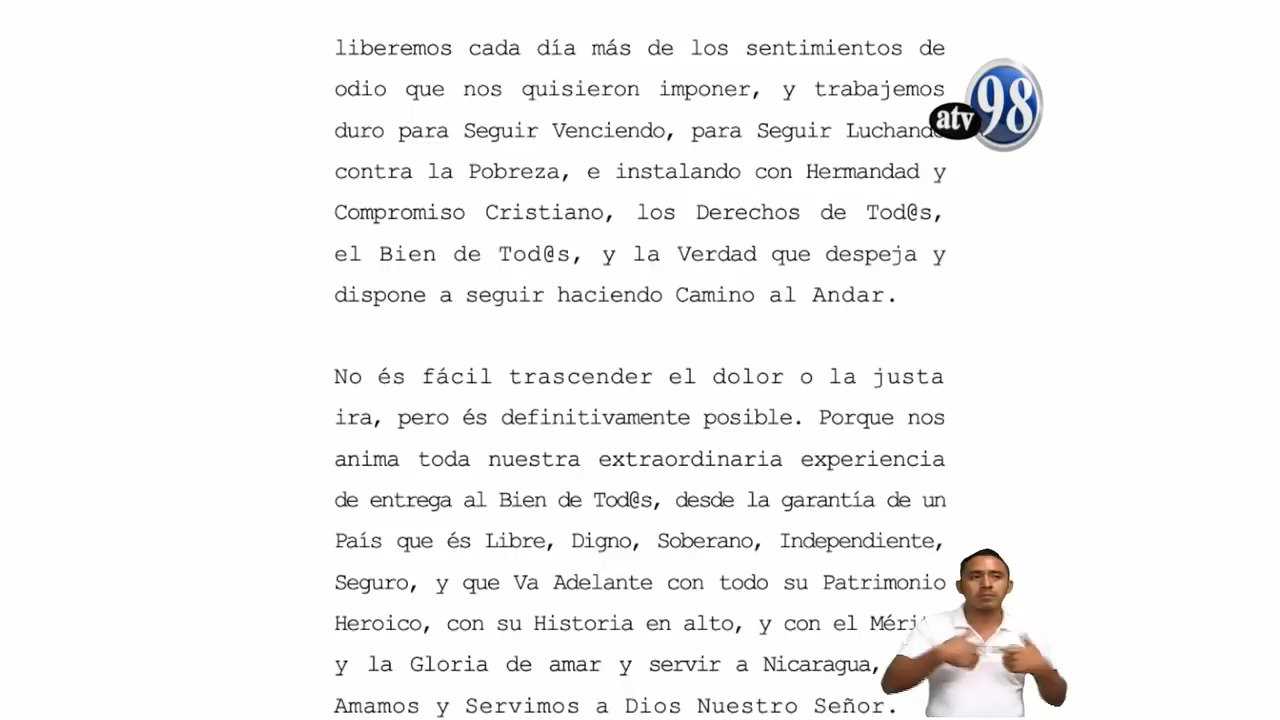 liberemos cada día más de los sentimientos de
odio que nos quisieron imponer, y trabajemos
duro para Seguir Venciendo, para Seguir Luchando
contra la Pobreza, e instalando con Hermandad y
Compromiso Cristiano, los Derechos de Tod@s,
el Bien de Tod@s, y la Verdad que despeja y
dispone a seguir haciendo Camino al Andar.
No és fácil trascender el dolor o la justa
ira, pero és definitivamente posible. Porque nos
anima toda nuestra extraordinaria experiencia
de entrega al Bien de Tod@s, desde la garantía de un
País que és Libre, Digno, Soberano, Independiente,
Seguro, y que Va Adelante con todo su Patrimonio
Heroico, con su Historia en alto, y con el Mérito
y la Gloria de amar y servir a Nicaragua,
Amamos y Servimos a Dios Nuestro Señor.
atv 98